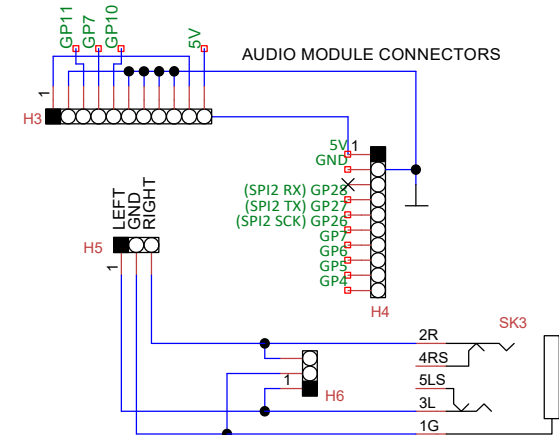 GP11
GP7
GP10
5V
AUDIO MODULE CONNECTORS
1
H3
5V
1
GND
(SPI2 RX) GP28
(SPI2 TX) GP27
(SPI2 SCK) GP26
GP7
GP6
GP5
GP4
H4
LEFT
GND
RIGHT
H5
1
SK3
2R
4RS
1
H6
5LS
3L
1G